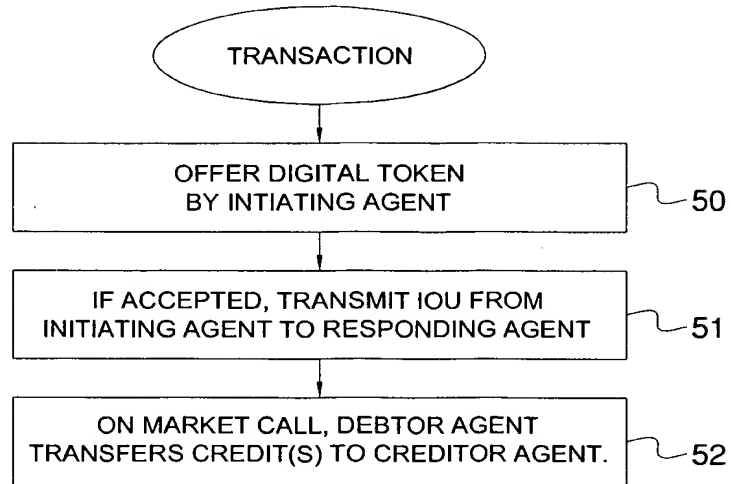 TRANSACTION
OFFER DIGITAL TOKEN
BY INTIATING AGENT
50
IF ACCEPTED, TRANSMIT IOU FROM
INITIATING AGENT TO RESPONDING AGENT
51
ON MARKET CALL, DEBTOR AGENT
TRANSFERS CREDIT(S) TO CREDITOR AGENT.
52